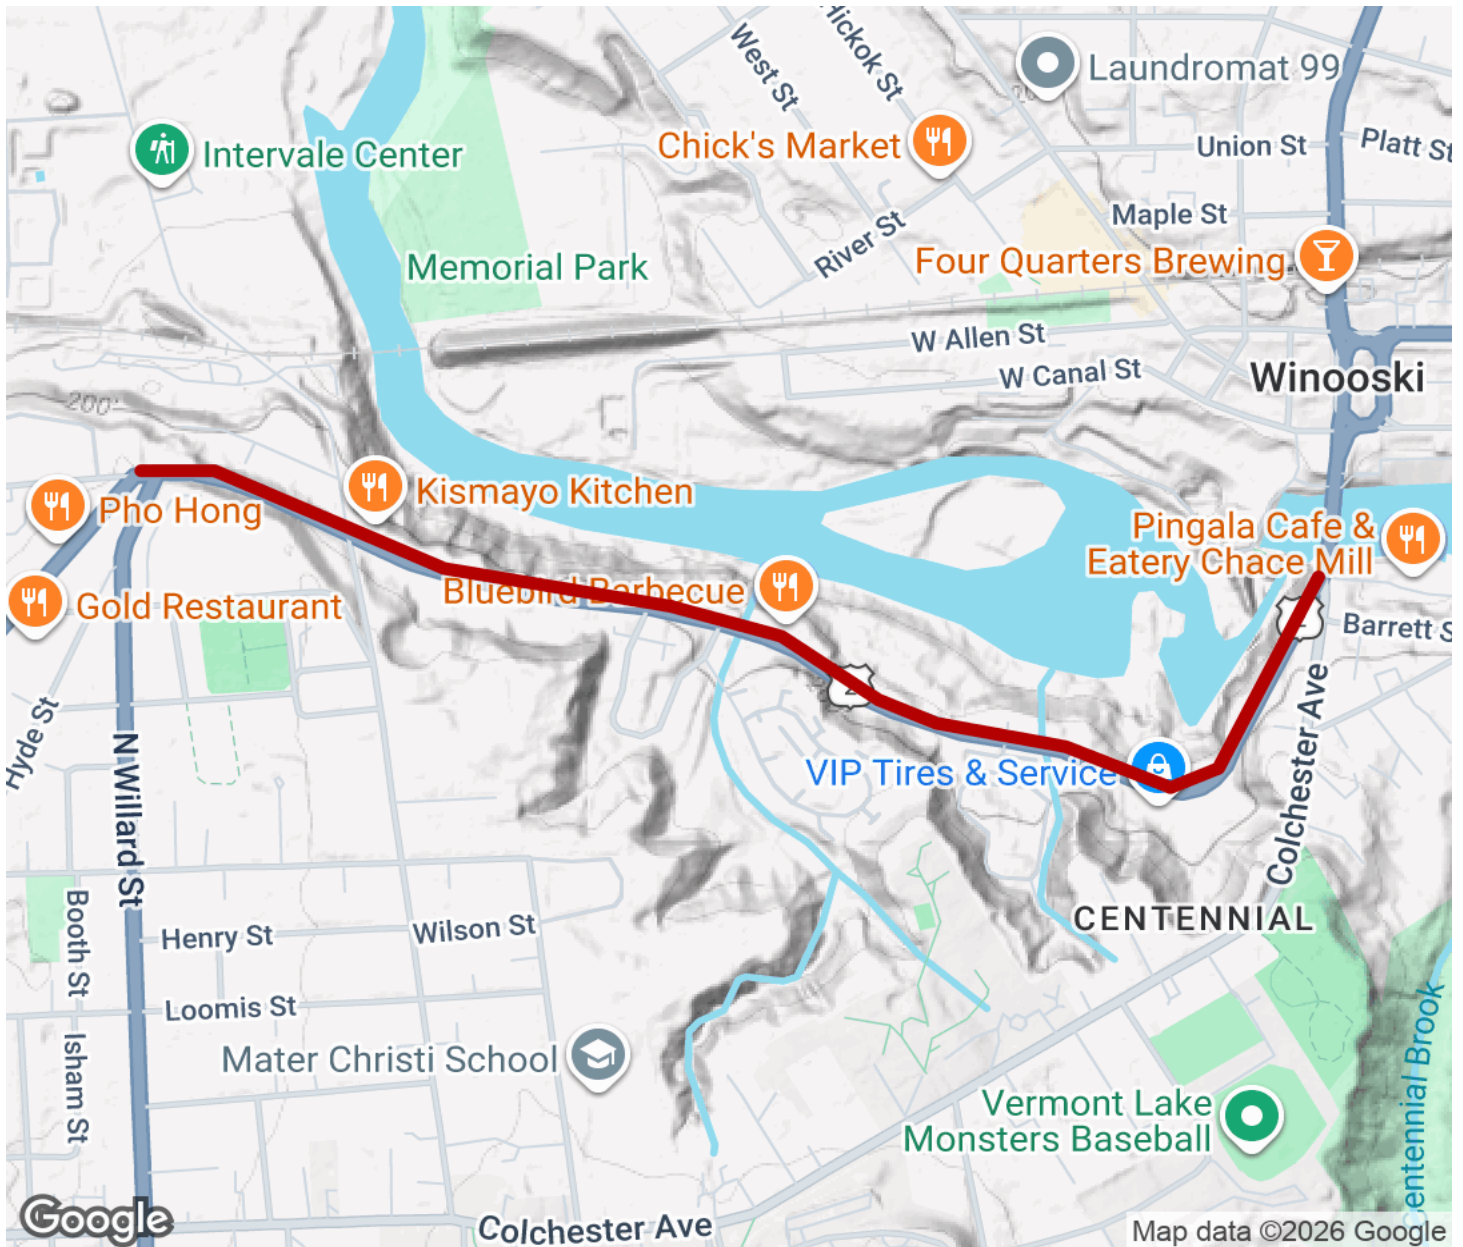 Hickok St
West St
Laundromat 99
Chick's Market
Union St
Platt St
Intervale Center
Maple St
River St
Four Quarters Brewing
Memorial Park
W Allen St
W Canal St
Winooski
200'
Kismayo Kitchen
Pho Hong
Pingala Cafe &
Eatery Chace Mill
Bluebird Barbecue
Gold Restaurant
Barrett S
2
Hyde St
N Willard St
VIP Tires & Service
Colchester Ave
CENTENNIAL
Booth St
Henry St
Wilson St
Loomis St
Isham St
Mater Christi School
Vermont Lake
Monsters Baseball
Centennial Brook
Google
Colchester Ave
Map data ©2026 Google